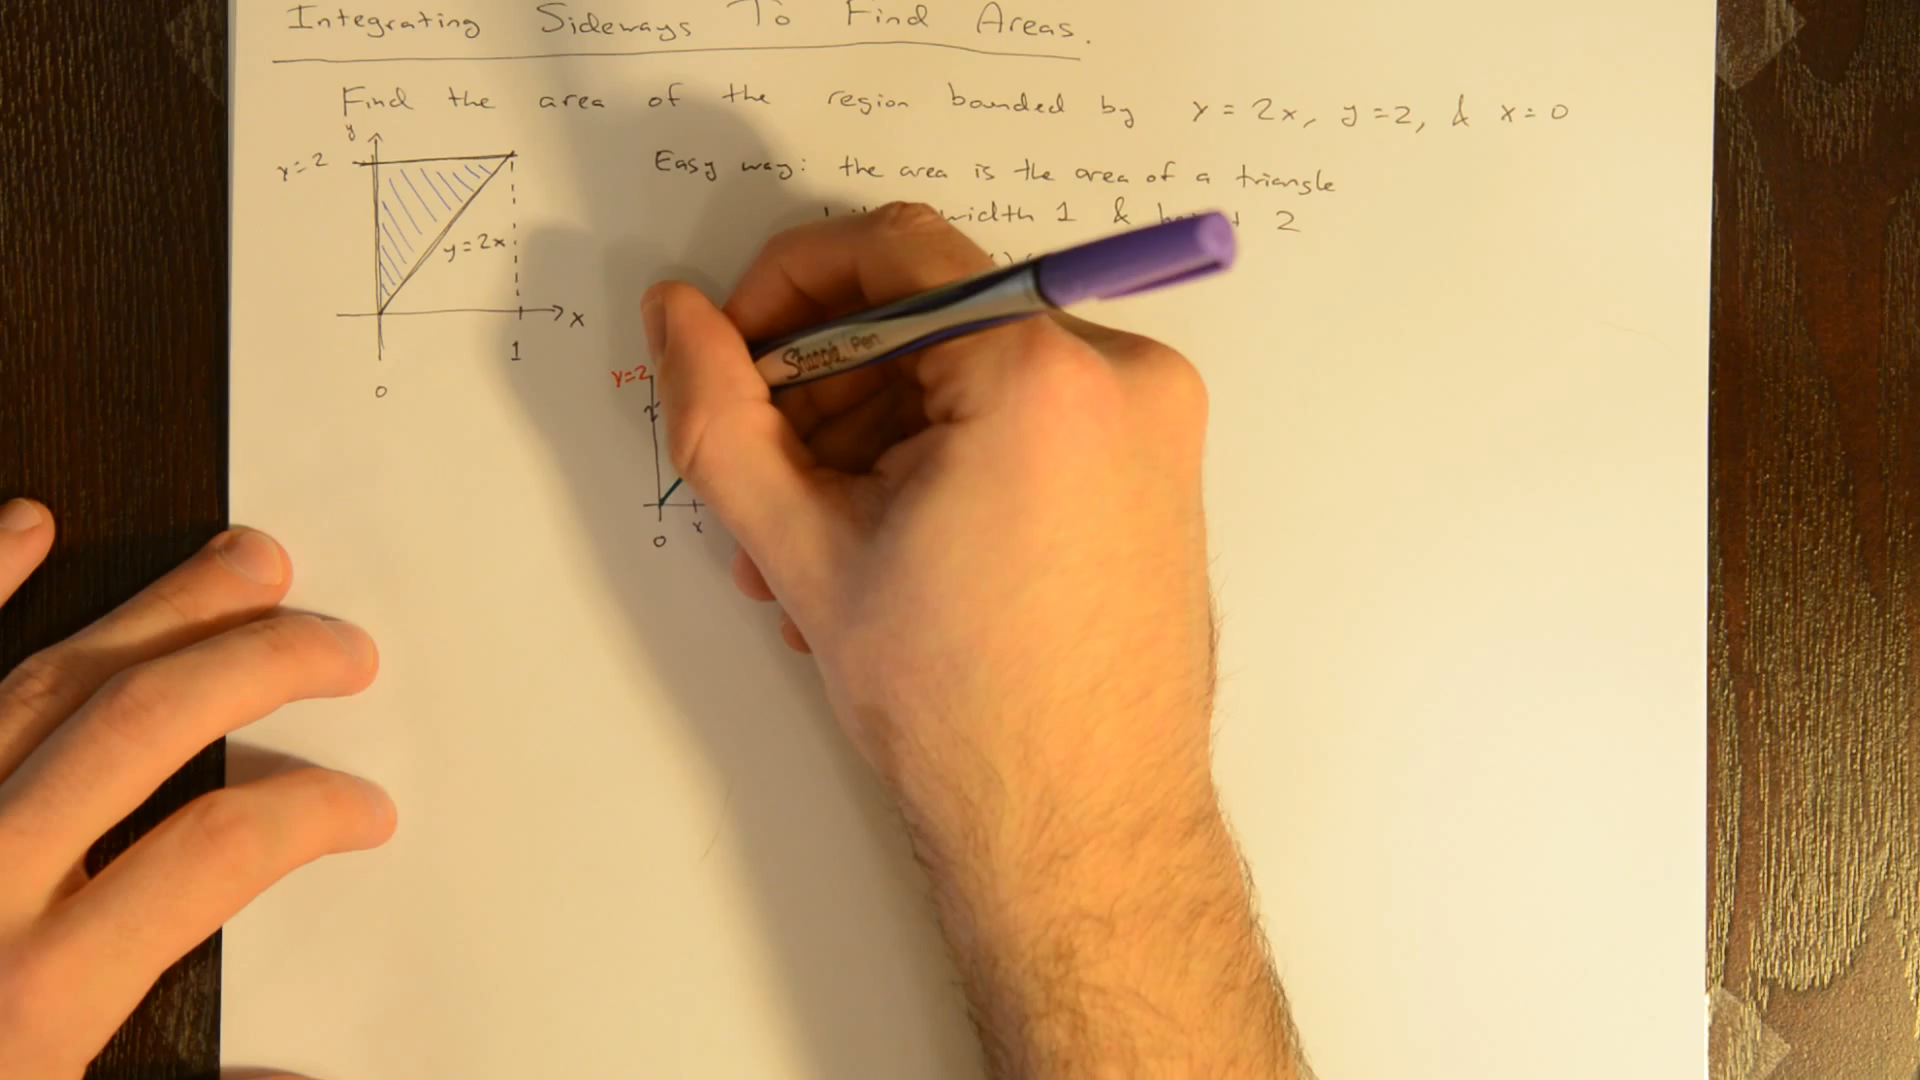 Integrating Sideways To Find Areas.
Find the area of the region bounded by y = 2x, y = 2, & x = 0
y
y = 2
Easy way: the area is the area of a triangle
width 1 & 2
y = 2x
x
1
0
Sharpie Pen
y=2
x
0